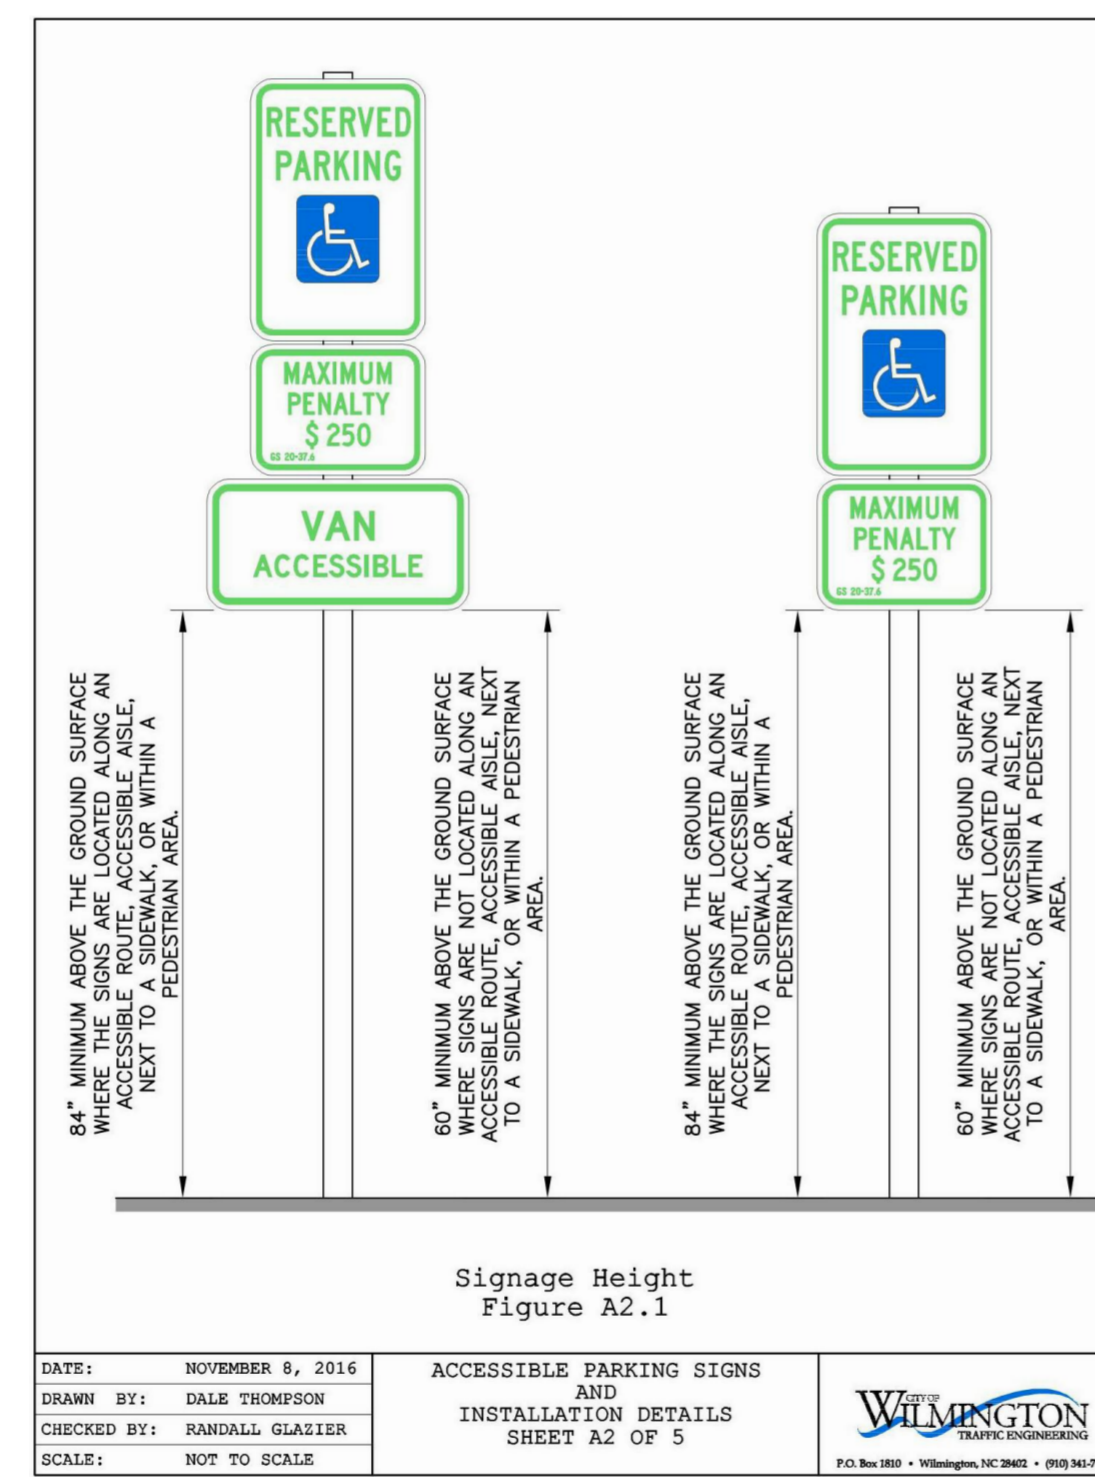 RESERVED
PARKING
MAXIMUM
PENALTY
$ 250
GS 20-37.6
VAN
ACCESSIBLE
RESERVED
PARKING
MAXIMUM
PENALTY
$ 250
GS 20-37.6
84" MINIMUM ABOVE THE GROUND SURFACE
WHERE THE SIGNS ARE LOCATED ALONG AN
ACCESSIBLE ROUTE, ACCESSIBLE AISLE,
NEXT TO A SIDEWALK, OR WITHIN A
PEDESTRIAN AREA.
60" MINIMUM ABOVE THE GROUND SURFACE
WHERE SIGNS ARE NOT LOCATED ALONG AN
ACCESSIBLE ROUTE, ACCESSIBLE AISLE, NEXT
TO A SIDEWALK, OR WITHIN A PEDESTRIAN
AREA.
84" MINIMUM ABOVE THE GROUND SURFACE
WHERE THE SIGNS ARE LOCATED ALONG AN
ACCESSIBLE ROUTE, ACCESSIBLE AISLE,
NEXT TO A SIDEWALK, OR WITHIN A
PEDESTRIAN AREA.
60" MINIMUM ABOVE THE GROUND SURFACE
WHERE SIGNS ARE NOT LOCATED ALONG AN
ACCESSIBLE ROUTE, ACCESSIBLE AISLE, NEXT
TO A SIDEWALK, OR WITHIN A PEDESTRIAN
AREA.
Signage Height
Figure A2.1
DATE: NOVEMBER 8, 2016
DRAWN BY: DALE THOMPSON
CHECKED BY: RANDALL GLAZIER
SCALE: NOT TO SCALE
ACCESSIBLE PARKING SIGNS
AND
INSTALLATION DETAILS
SHEET A2 OF 5
CITY OF
WILMINGTON
TRAFFIC ENGINEERING
P.O. Box 1810 • Wilmington, NC 28402 • (910) 341-7